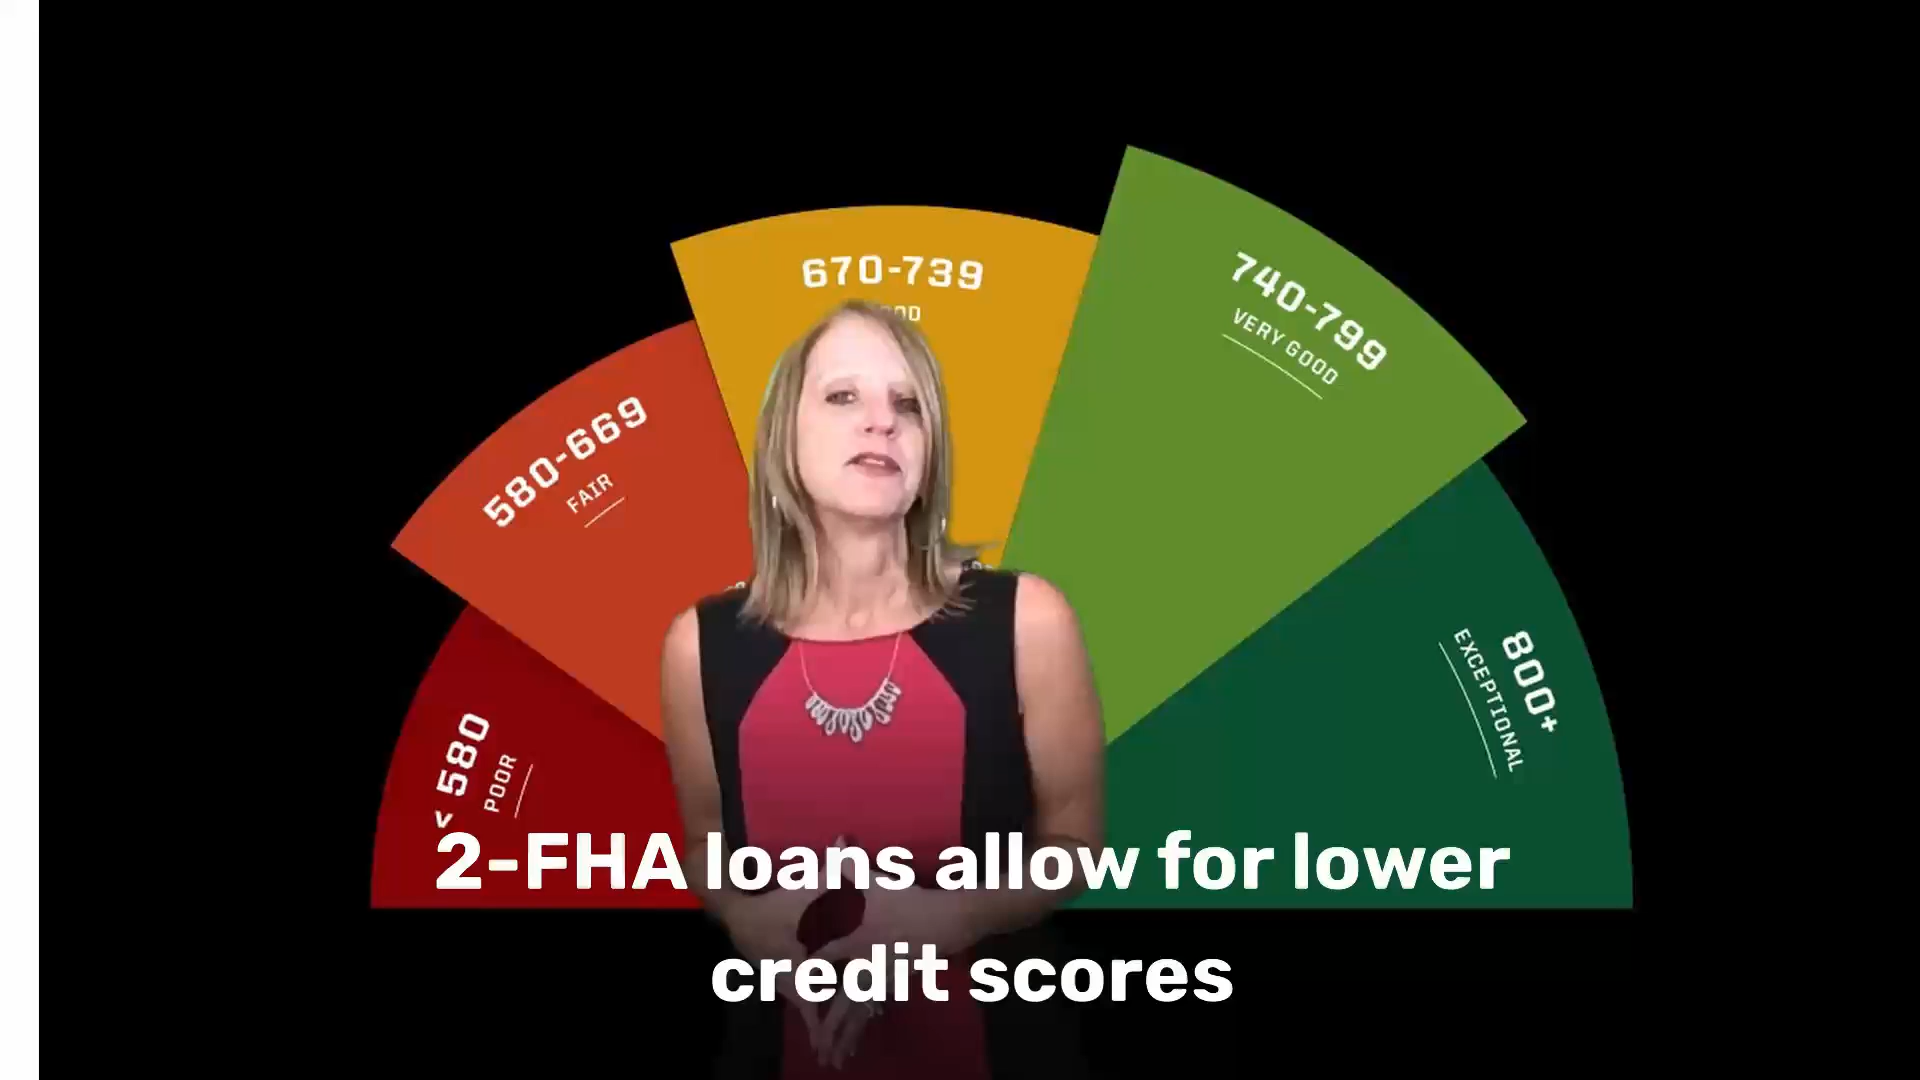 670-739
740-799
VERY GOOD
580-669
FAIR
800+
EXCEPTIONAL
< 580
POOR
2-FHA loans allow for lower
credit scores